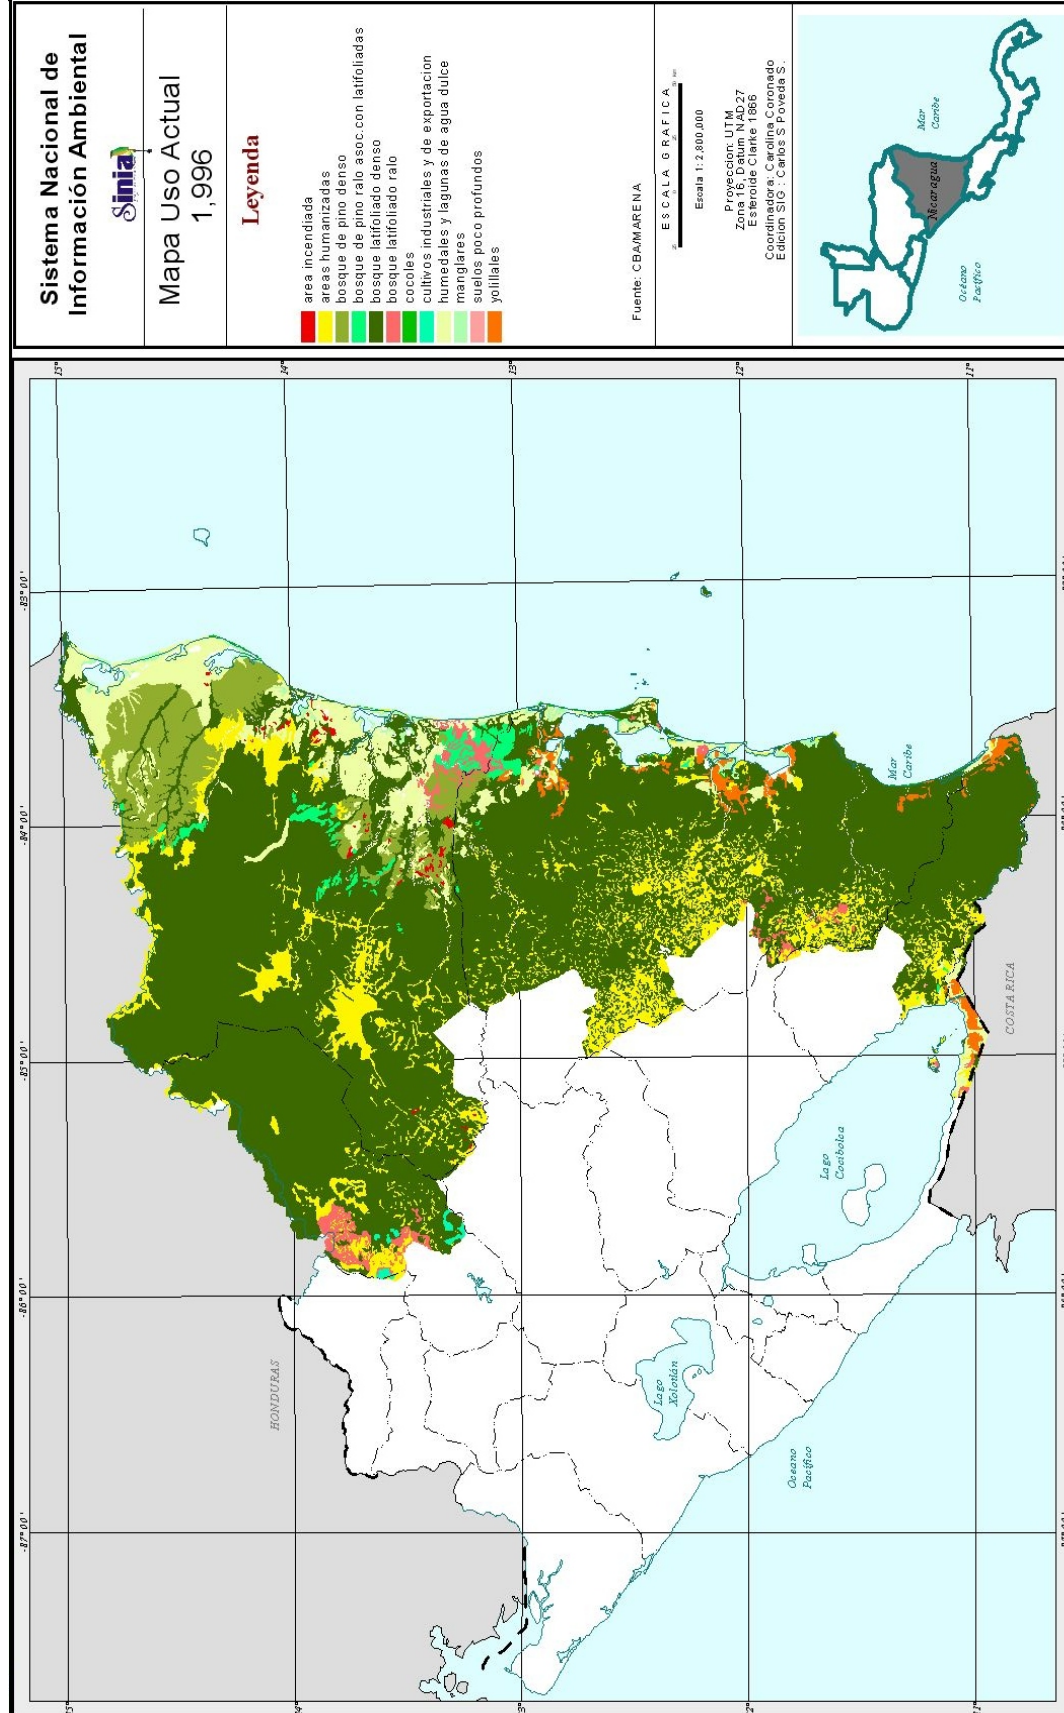 Sistema Nacional de
Información Ambiental
Sinia
Mapa Uso Actual
1,996
Leyenda
area incendiada
areas humanizadas
bosque de pino denso
bosque de pino ralo asoc.con latifoliadas
bosque latifoliado denso
bosque latifoliado ralo
cocoles
cultivos industriales y de exportacion
humedales y lagunas de agua dulce
manglares
suelos poco profundos
yolillales
Fuente: CBA/MARENA
ESCALA GRAFICA
Escala 1:2,800,000
Proyeccion: UTM
Zona 16, Datum NAD27
Esferoide Clarke 1866
Coordinadora: Carolina Coronado
Edicion SIG : Carlos S Poveda S.
Mar
Caribe
Nicaragua
Océano
Pacífico
-87°00'
-86°00'
-85°00'
-84°00'
-83°00'
15°
14°
13°
12°
11°
HONDURAS
COSTA RICA
Lago
Xolotlán
Lago
Cocibolca
Oceano
Pacífico
Mar
Caribe